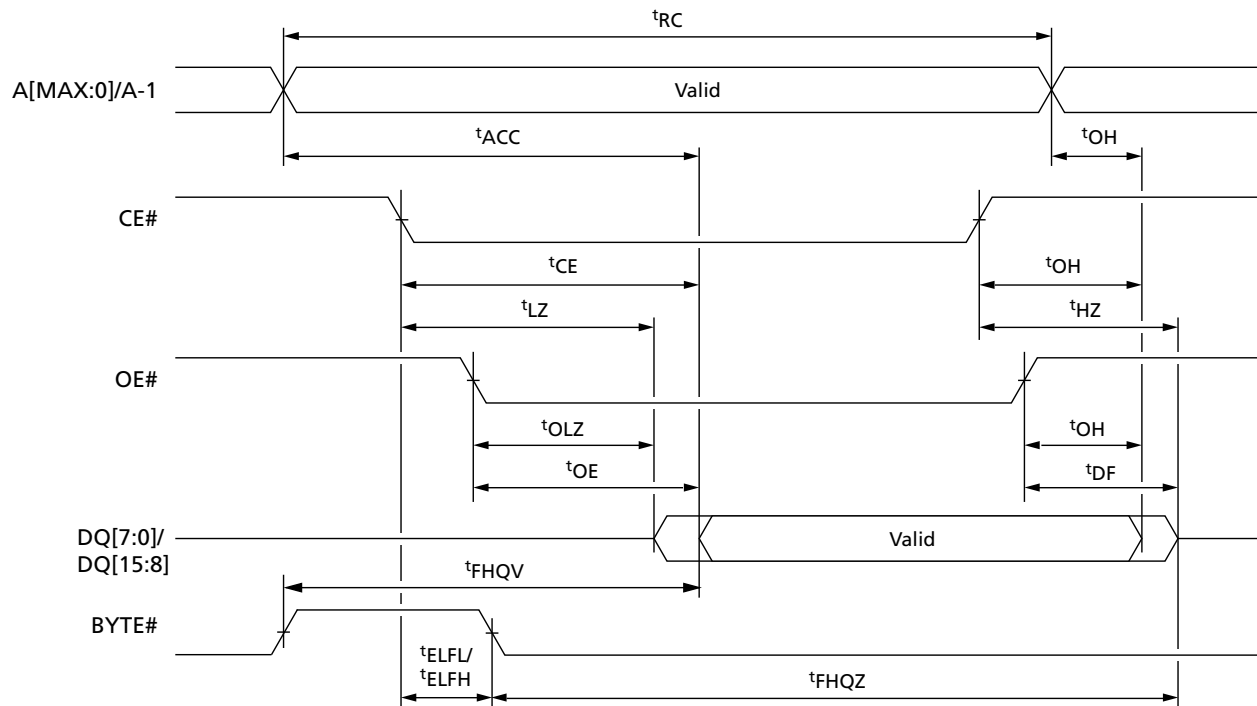 tRC
A[MAX:0]/A-1
Valid
tACC
tOH
CE#
tCE
tOH
tLZ
tHZ
OE#
tOLZ
tOH
tOE
tDF
DQ[7:0]/
DQ[15:8]
Valid
tFHQV
BYTE#
tELFL/
tELFH
tFHQZ